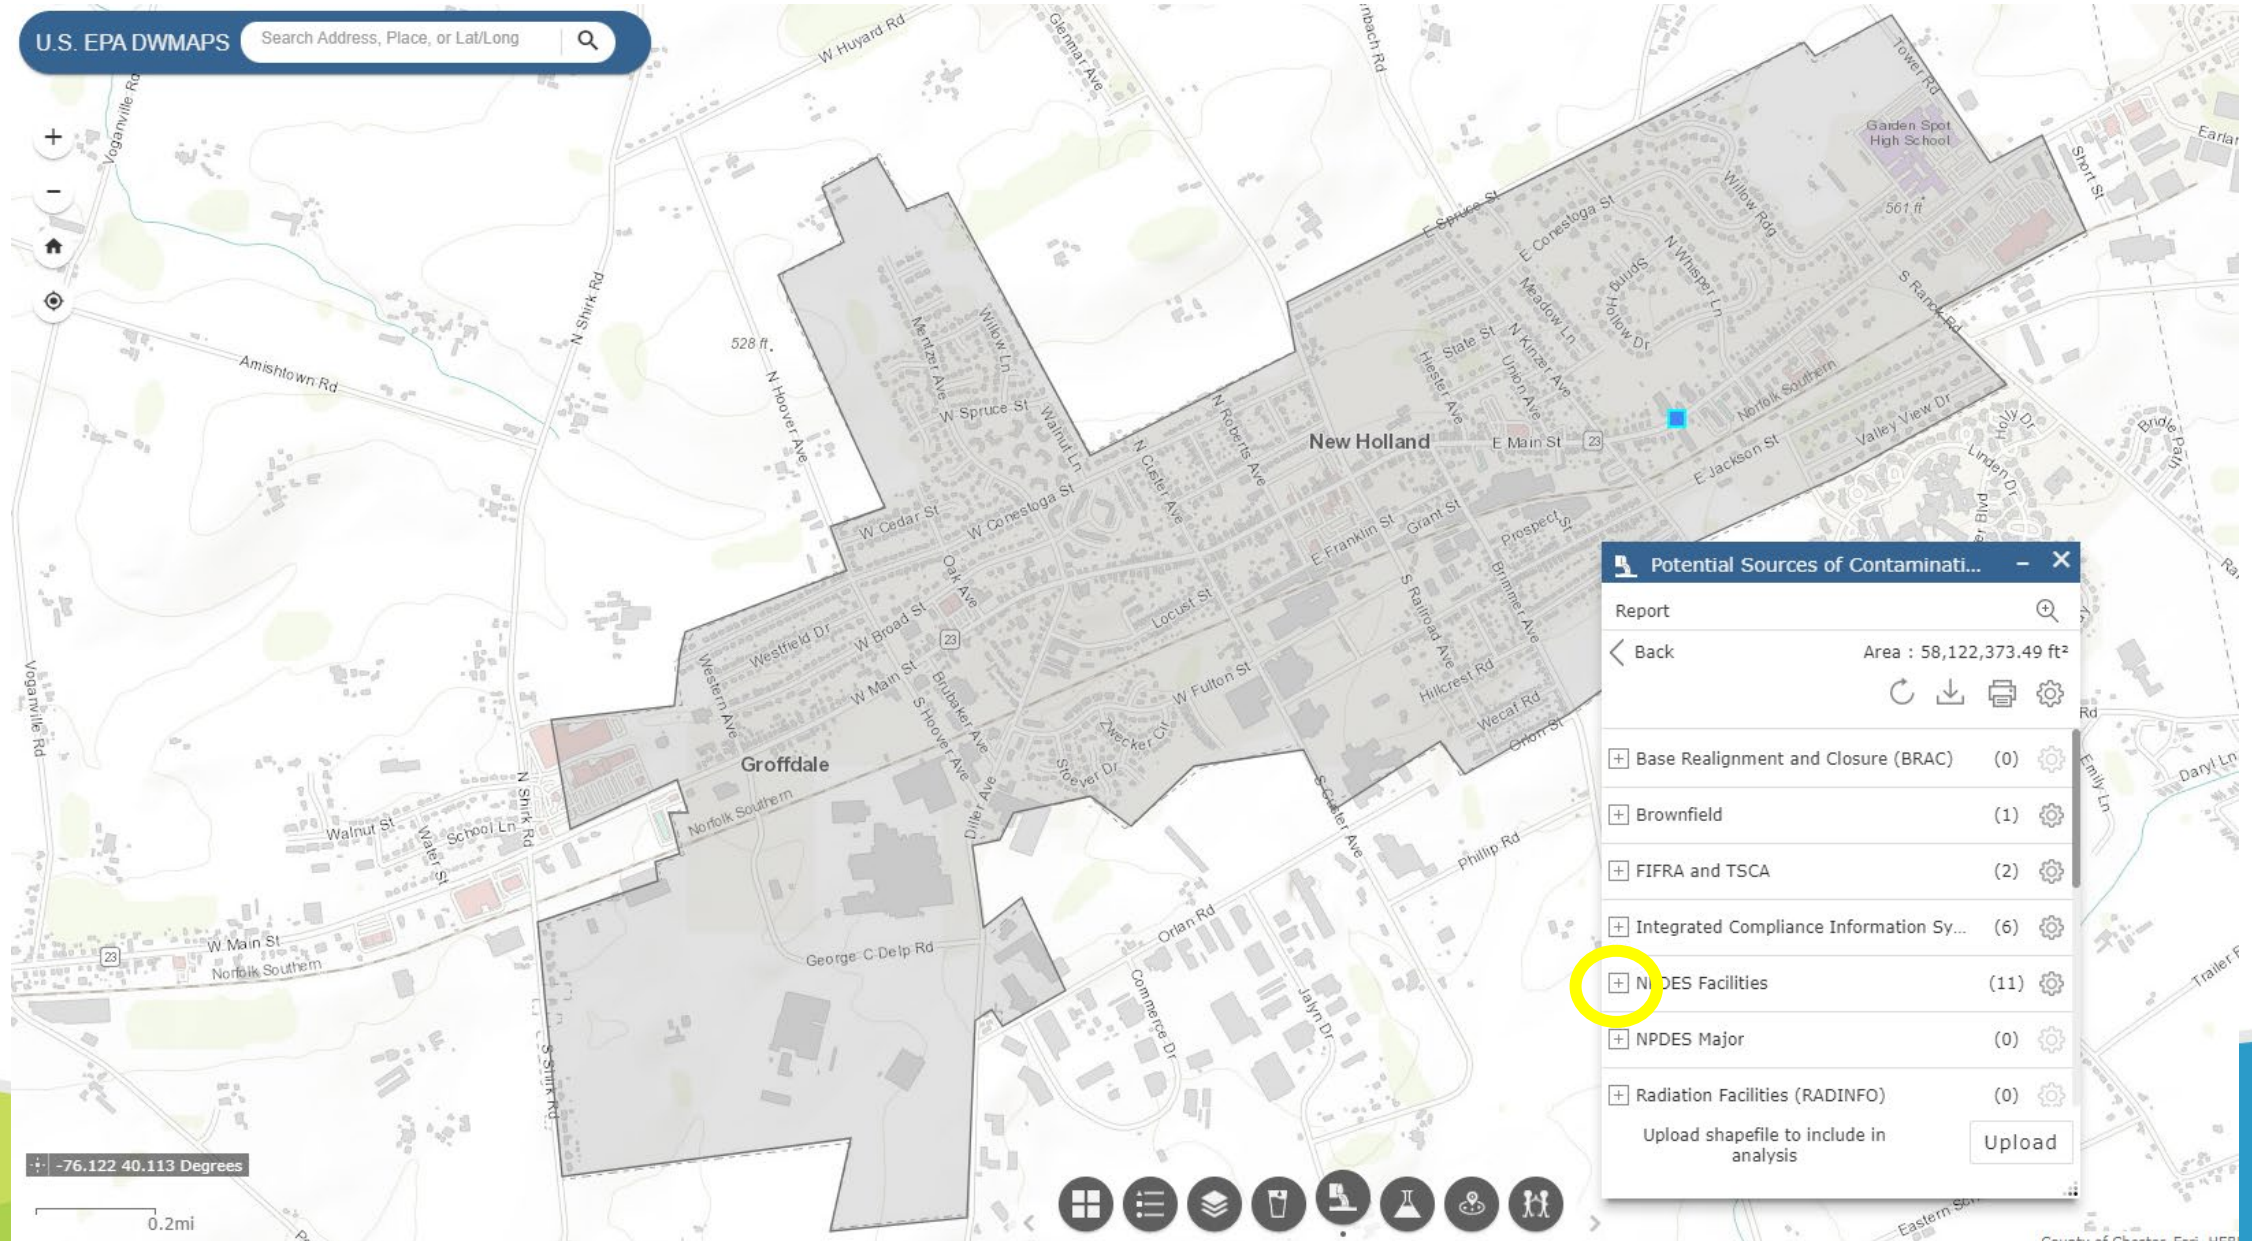 U.S. EPA DWMAPS
Search Address, Place, or Lat/Long
W Huyard Rd
Glenmar Ave
Tower Rd
Voganville Rd
Garden Spot
High School
Short St
561 ft
E Spruce St
E Conestoga St
Willow Rdg
N Whisper Ln
Spring Hollow Dr
Meadow Ln
S Ranck Rd
N Shirk Rd
528 ft
Amishtown Rd
N Hoover Ave
Mentzer Ave
Willow Ln
W Spruce St
Walnut Ln
State St
N Kinzer Ave
Hiester Ave
Union Ave
Norfolk Southern
Valley View Dr
Holly Dr
Bridle Path
N Roberts Ave
New Holland
E Main St
23
N Custer Ave
E Jackson St
Linden Dr
W Cedar St
W Conestoga St
E Franklin St
Grant St
Prospect St
Oak Ave
Locust St
S Railroad Ave
Brimmer Ave
Westfield Dr
W Broad St
23
Western Ave
W Main St
Brubaker Ave
S Hoover Ave
W Fulton St
Hillcrest Rd
Wecaf Rd
Orlon St
Zwecker Cir
Stoever Dr
Groffdale
Norfolk Southern
Diller Ave
S Custer Ave
Phillip Rd
Voganville Rd
N Shirk Rd
Walnut St
School Ln
Water St
W Main St
23
Norfolk Southern
George C Delp Rd
Orlan Rd
Commerce Dr
Jalyn Dr
S Shirk Rd
Emily Ln
Daryl Ln
Rd
Potential Sources of Contaminati...
Report
Back
Area : 58,122,373.49 ft²
Base Realignment and Closure (BRAC) (0)
Brownfield (1)
FIFRA and TSCA (2)
Integrated Compliance Information Sy... (6)
NPDES Facilities (11)
NPDES Major (0)
Radiation Facilities (RADINFO) (0)
Upload shapefile to include in
analysis
Upload
-76.122 40.113 Degrees
0.2mi